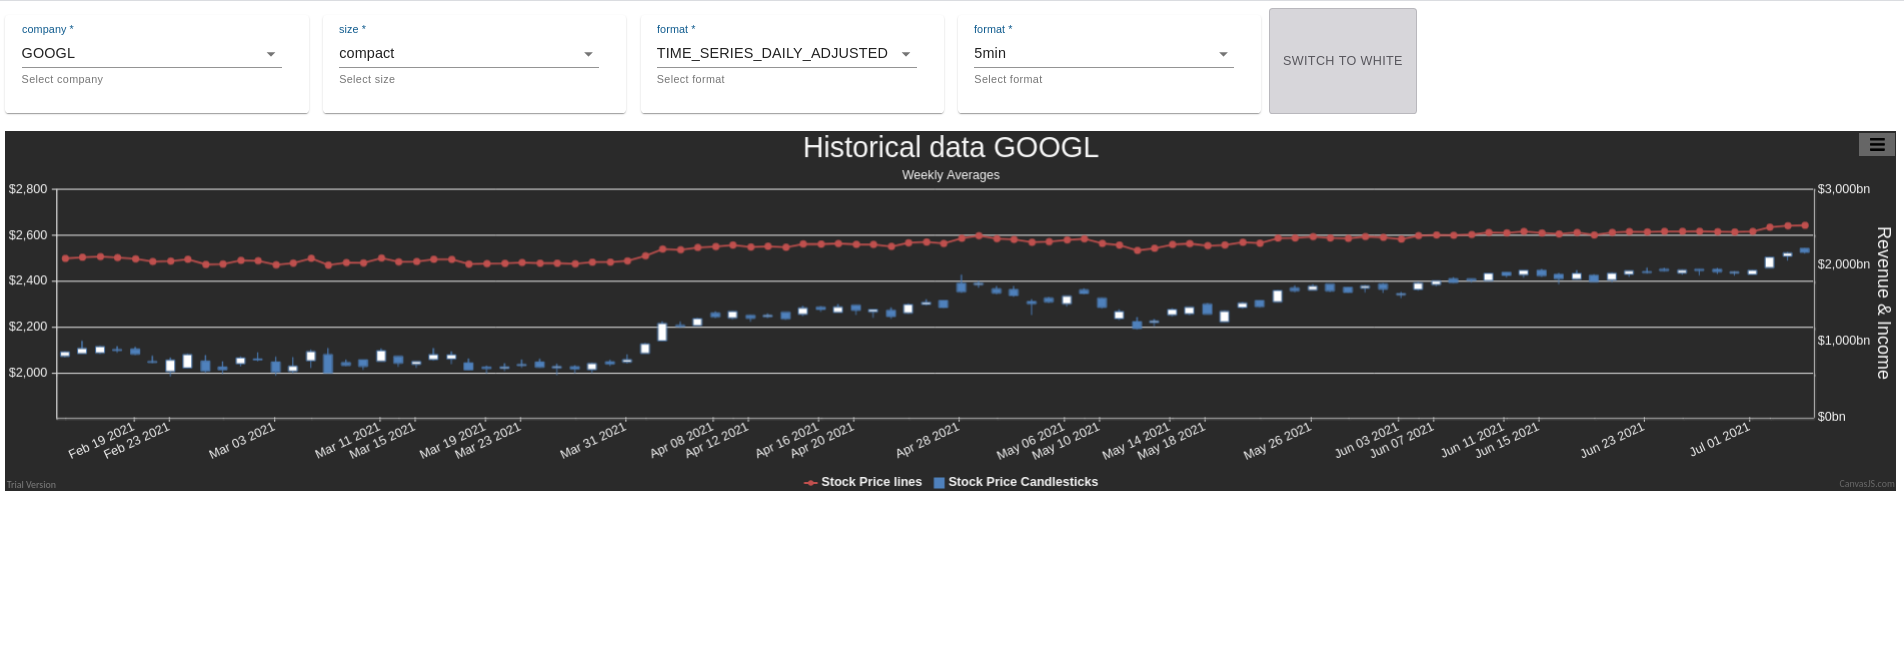 company *
GOOGL
Select company
size *
compact
Select size
format *
TIME_SERIES_DAILY_ADJUSTED
Select format
format *
5min
Select format
SWITCH TO WHITE
Historical data GOOGL
Weekly Averages
$2,800
$2,600
$2,400
$2,200
$2,000
$3,000bn
$2,000bn
$1,000bn
$0bn
Revenue & Income
Feb 19 2021
Feb 23 2021
Mar 03 2021
Mar 11 2021
Mar 15 2021
Mar 19 2021
Mar 23 2021
Mar 31 2021
Apr 08 2021
Apr 12 2021
Apr 16 2021
Apr 20 2021
Apr 28 2021
May 06 2021
May 10 2021
May 14 2021
May 18 2021
May 26 2021
Jun 03 2021
Jun 07 2021
Jun 11 2021
Jun 15 2021
Jun 23 2021
Jul 01 2021
Stock Price lines
Stock Price Candlesticks
Trial Version
CanvasJS.com